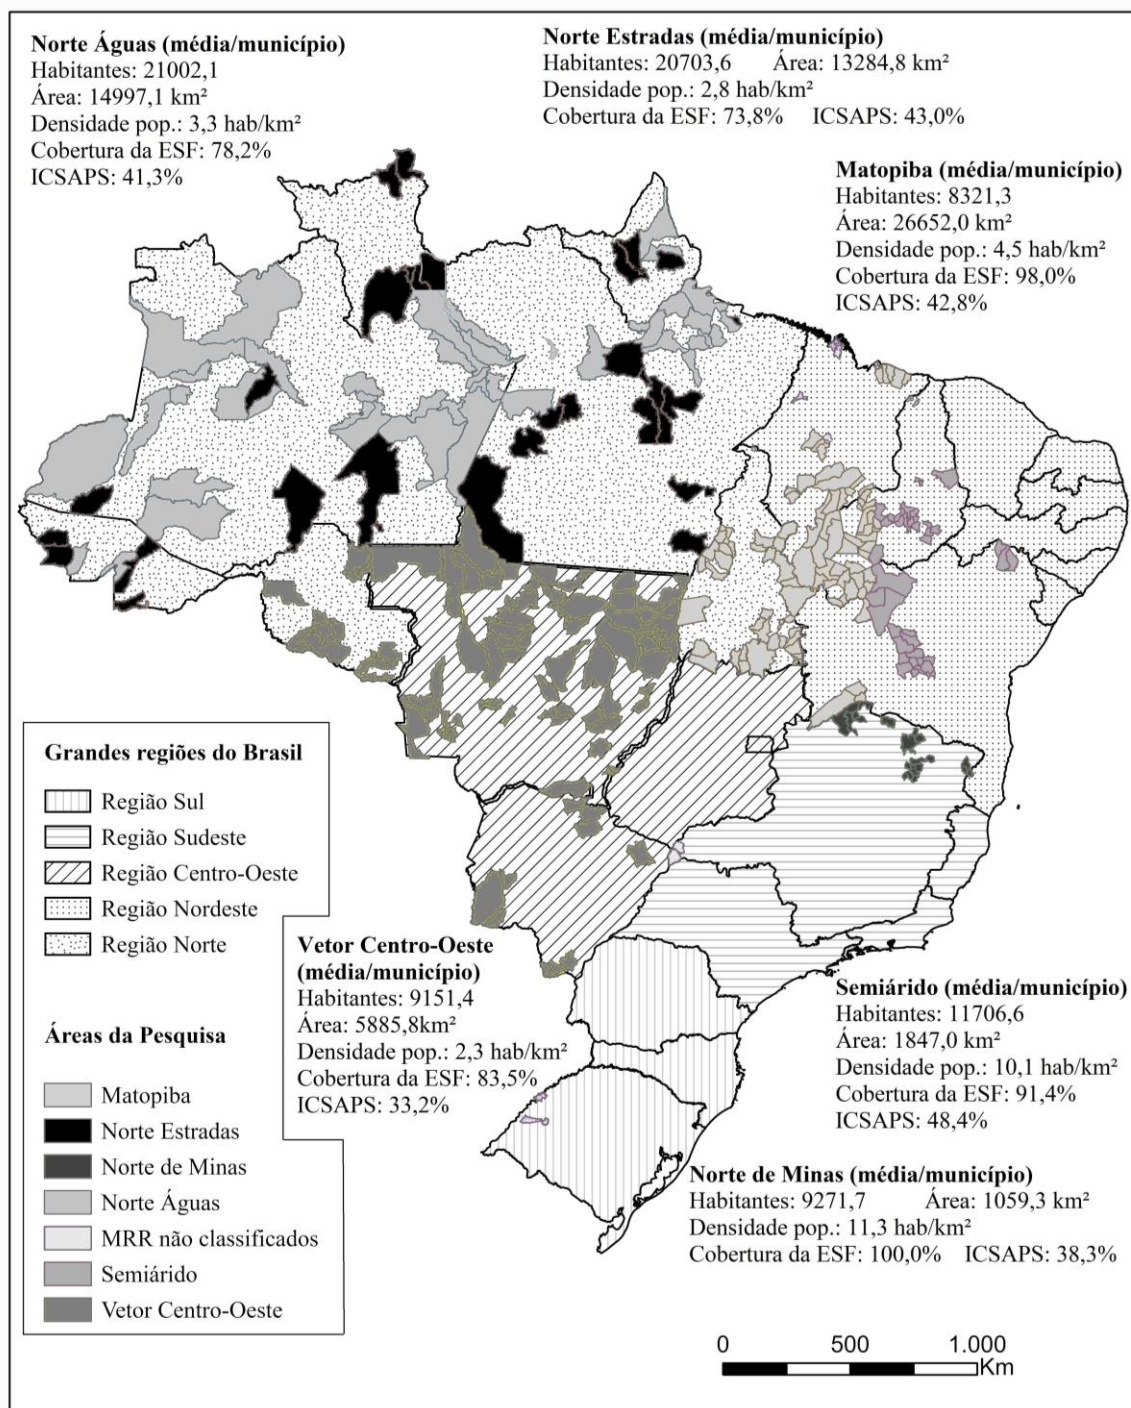 Norte Águas (média/município)
Habitantes: 21002,1
Área: 14997,1 km²
Densidade pop.: 3,3 hab/km²
Cobertura da ESF: 78,2%
ICSAPS: 41,3%
Norte Estradas (média/município)
Habitantes: 20703,6 Área: 13284,8 km²
Densidade pop.: 2,8 hab/km²
Cobertura da ESF: 73,8% ICSAPS: 43,0%
Matopiba (média/município)
Habitantes: 8321,3
Área: 26652,0 km²
Densidade pop.: 4,5 hab/km²
Cobertura da ESF: 98,0%
ICSAPS: 42,8%
Grandes regiões do Brasil
Região Sul
Região Sudeste
Região Centro-Oeste
Região Nordeste
Região Norte
Áreas da Pesquisa
Matopiba
Norte Estradas
Norte de Minas
Norte Águas
MRR não classificados
Semiárido
Vetor Centro-Oeste
Vetor Centro-Oeste
(média/município)
Habitantes: 9151,4
Área: 5885,8km²
Densidade pop.: 2,3 hab/km²
Cobertura da ESF: 83,5%
ICSAPS: 33,2%
Semiárido (média/município)
Habitantes: 11706,6
Área: 1847,0 km²
Densidade pop.: 10,1 hab/km²
Cobertura da ESF: 91,4%
ICSAPS: 48,4%
Norte de Minas (média/município)
Habitantes: 9271,7 Área: 1059,3 km²
Densidade pop.: 11,3 hab/km²
Cobertura da ESF: 100,0% ICSAPS: 38,3%
0 500 1.000
Km